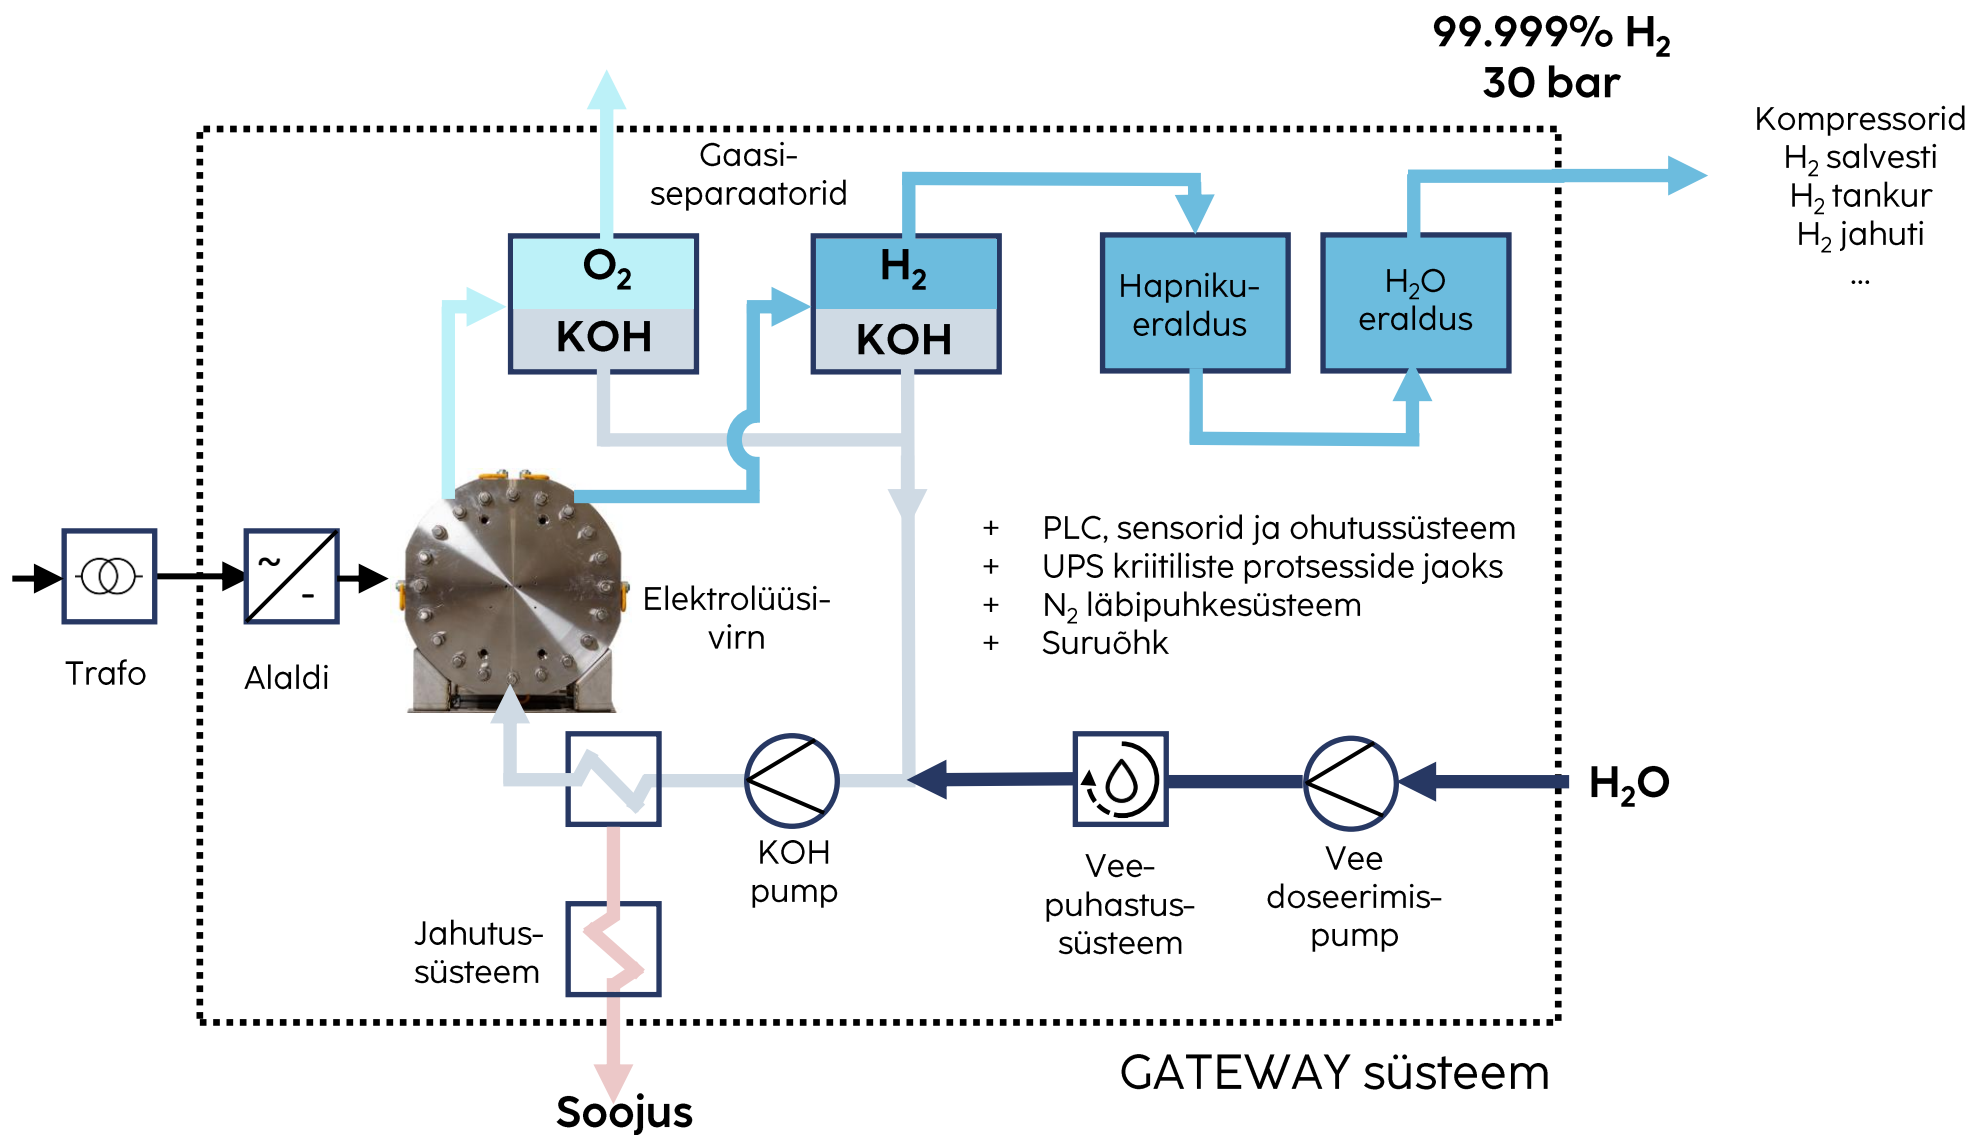 99.999% H₂
30 bar
Kompressorid
H₂ salvesti
H₂ tankur
H₂ jahuti
...
Gaasi-
separaatorid
O₂
KOH
H₂
KOH
Hapniku-
eraldus
H₂O
eraldus
+ PLC, sensorid ja ohutussüsteem
+ UPS kriitiliste protsesside jaoks
+ N₂ läbipuhkesüsteem
+ Suruõhk
~
-
Trafo
Alaldi
Elektrolüüsi-
virn
H₂O
KOH
pump
Vee-
puhastus-
süsteem
Vee
doseerimis-
pump
Jahutus-
süsteem
GATEWAY süsteem
Soojus